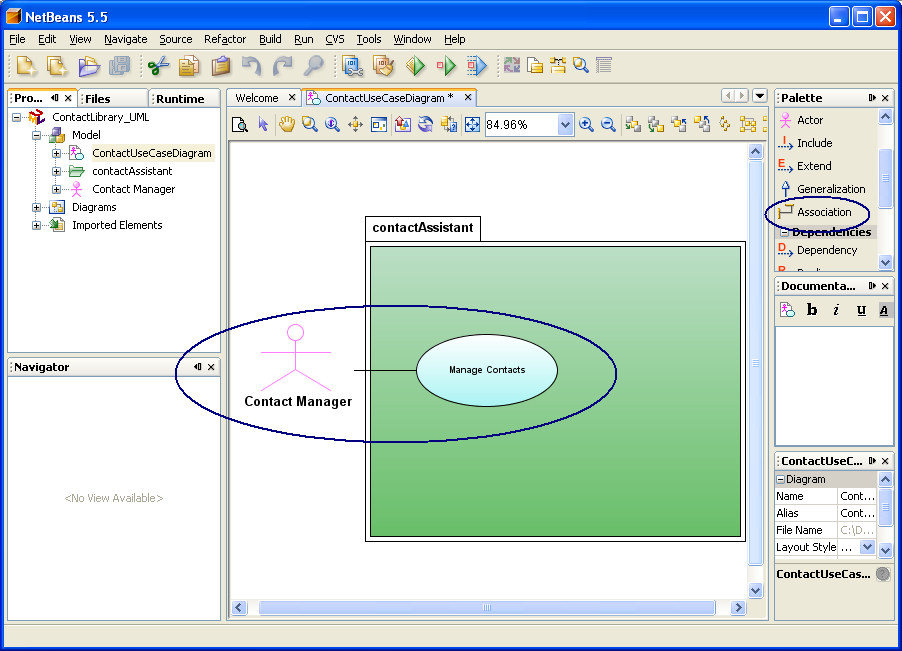 NetBeans 5.5
File Edit View Navigate Source Refactor Build Run CVS Tools Window Help
Pro...
Files
Runtime
ContactLibrary_UML
Model
ContactUseCaseDiagram
contactAssistant
Contact Manager
Diagrams
Imported Elements
Navigator
<No View Available>
Welcome
ContactUseCaseDiagram *
84.96%
contactAssistant
Manage Contacts
Contact Manager
Palette
Actor
Include
Extend
Generalization
Association
Dependencies
Dependency
Documenta...
b i u A
ContactUseC...
Diagram
Name Cont...
Alias Cont...
File Name C:\D...
Layout Style ...
ContactUseCas...